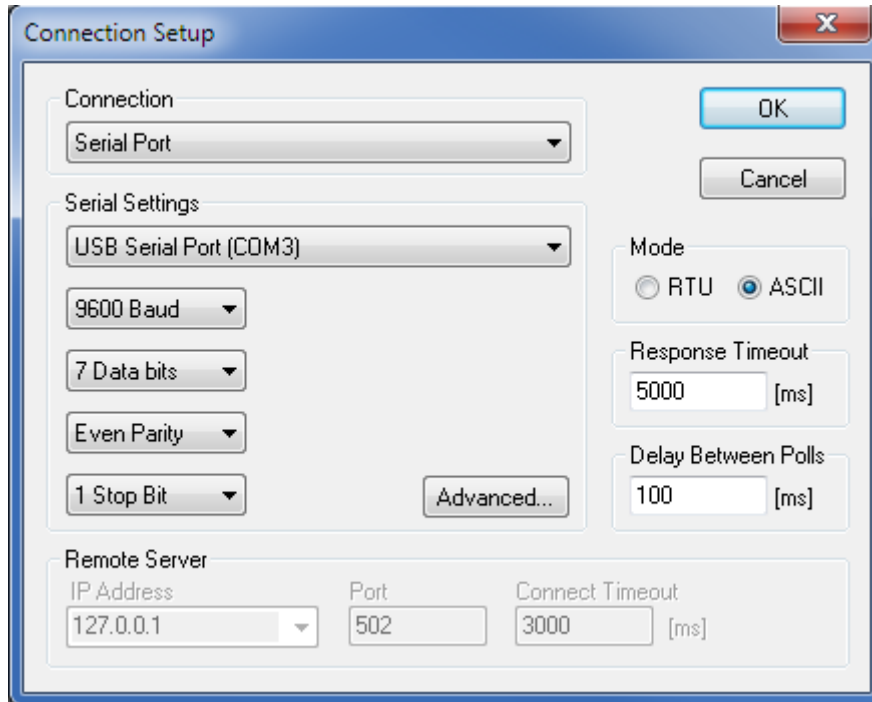 Connection Setup
Connection
Serial Port
OK
Cancel
Serial Settings
USB Serial Port (COM3)
9600 Baud
7 Data bits
Even Parity
1 Stop Bit
Advanced...
Mode
RTU ASCII
Response Timeout
5000 [ms]
Delay Between Polls
100 [ms]
Remote Server
IP Address Port Connect Timeout
127.0.0.1 502 3000 [ms]